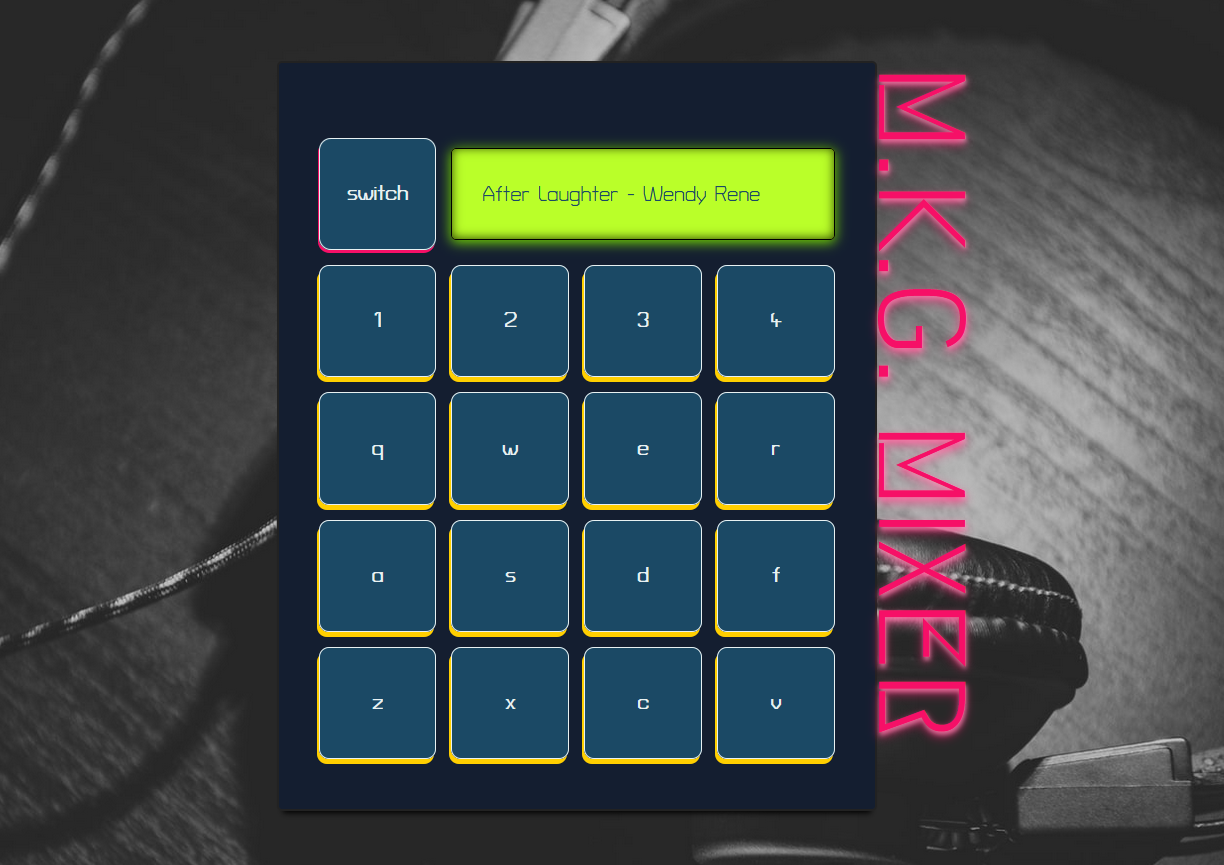 switch
After Laughter - Wendy Rene
1 2 3 4
q w e r
a s d f
z x c v
M.K.G. MIXER